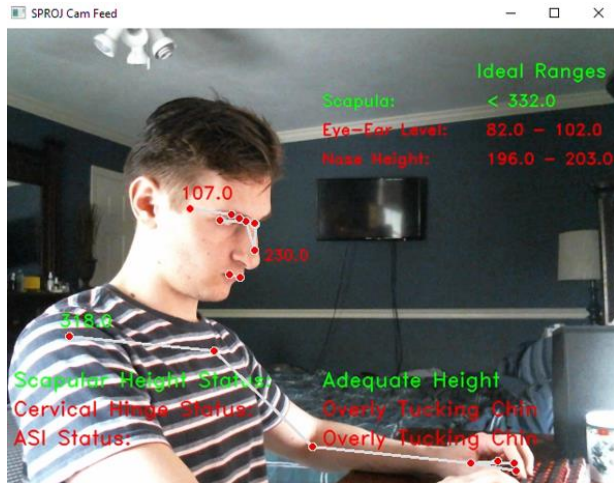 SPROJ Cam Feed
Ideal Ranges
Scapula: < 332.0
Eye-Ear Level: 82.0 - 102.0
Nose Height: 196.0 - 203.0
107.0
230.0
318.0
Scapular Height Status: Adequate Height
Cervical Hinge Status: Overly Tucking Chin
ASI Status: Overly Tucking Chin